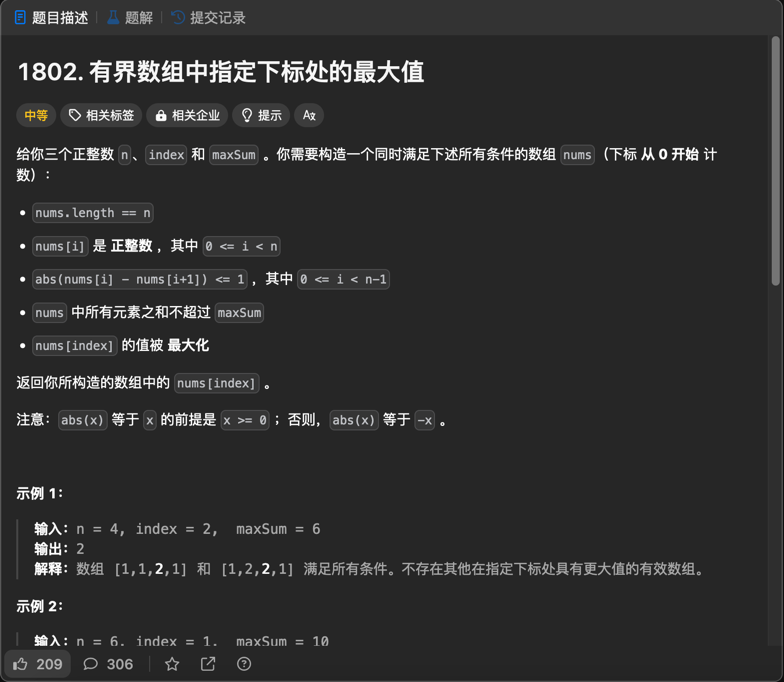 题目描述 题解 提交记录
1802. 有界数组中指定下标处的最大值
中等 相关标签 相关企业 提示
给你三个正整数 n、index 和 maxSum 。你需要构造一个同时满足下述所有条件的数组 nums（下标 从 0 开始 计
数）：
• nums.length == n
• nums[i] 是 正整数 ，其中 0 <= i < n
• abs(nums[i] - nums[i+1]) <= 1 ，其中 0 <= i < n-1
• nums 中所有元素之和不超过 maxSum
• nums[index] 的值被 最大化
返回你所构造的数组中的 nums[index] 。
注意：abs(x) 等于 x 的前提是 x >= 0 ；否则，abs(x) 等于 -x 。
示例 1：
输入：n = 4, index = 2,  maxSum = 6
输出：2
解释：数组 [1,1,2,1] 和 [1,2,2,1] 满足所有条件。不存在其他在指定下标处具有更大值的有效数组。
示例 2：
输入：n = 6, index = 1,  maxSum = 10
209 306